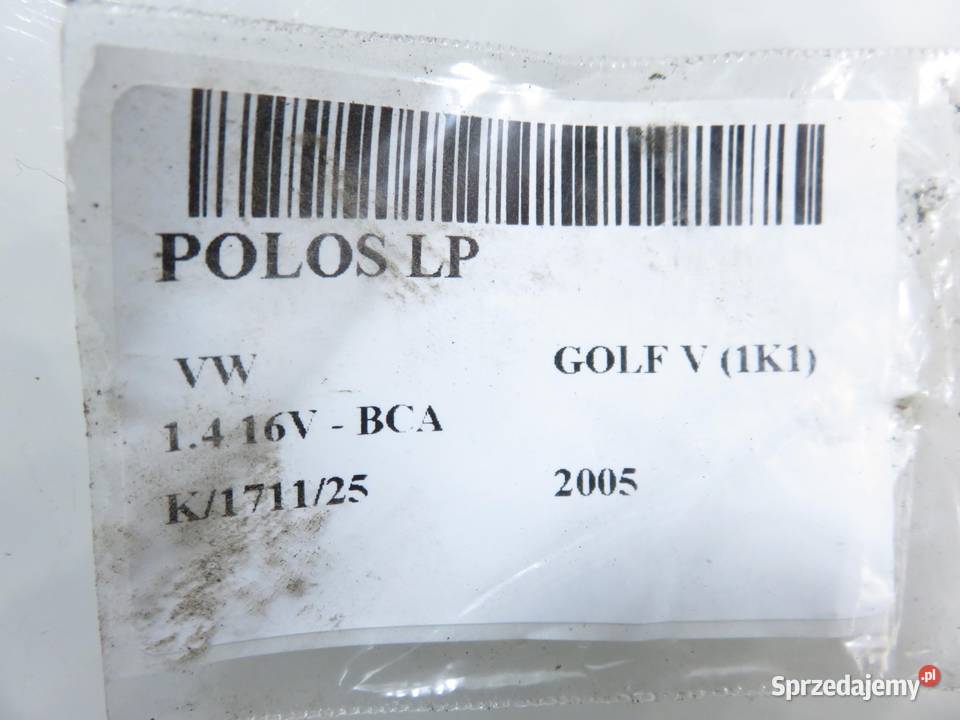 POLOS LP
VW GOLF V (1K1)
1.4 16V - BCA
K/1711/25 2005
Sprzedajemy.pl